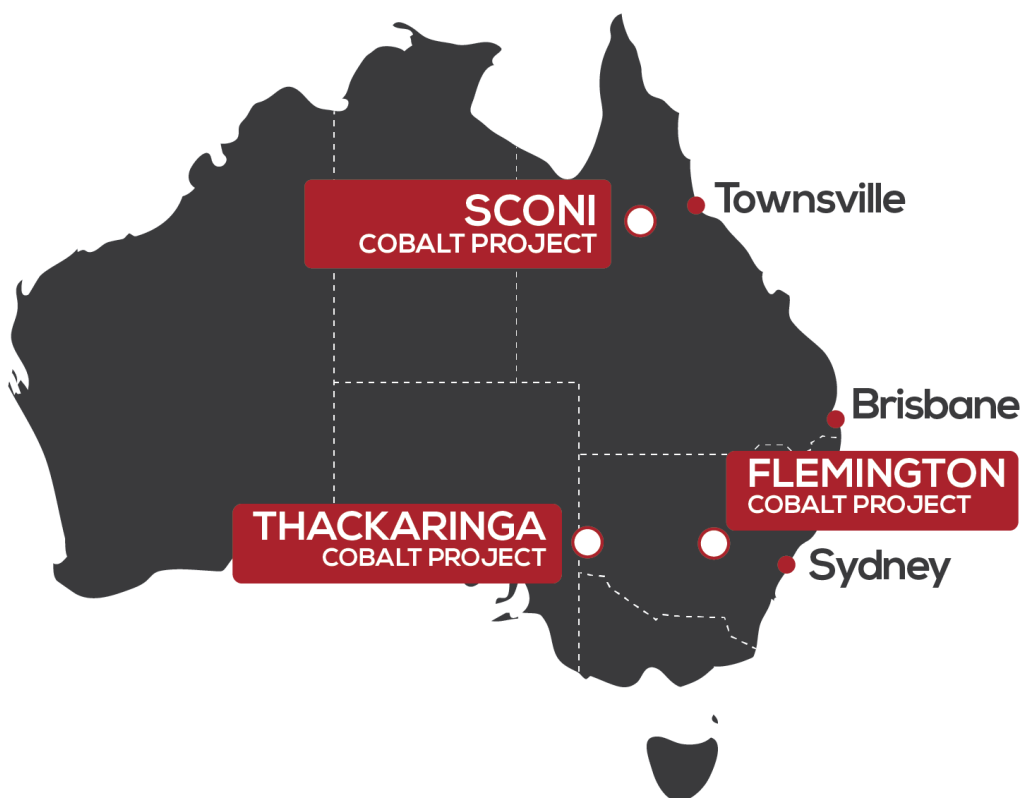 SCONI
COBALT PROJECT
Townsville
Brisbane
FLEMINGTON
COBALT PROJECT
THACKARINGA
COBALT PROJECT
Sydney